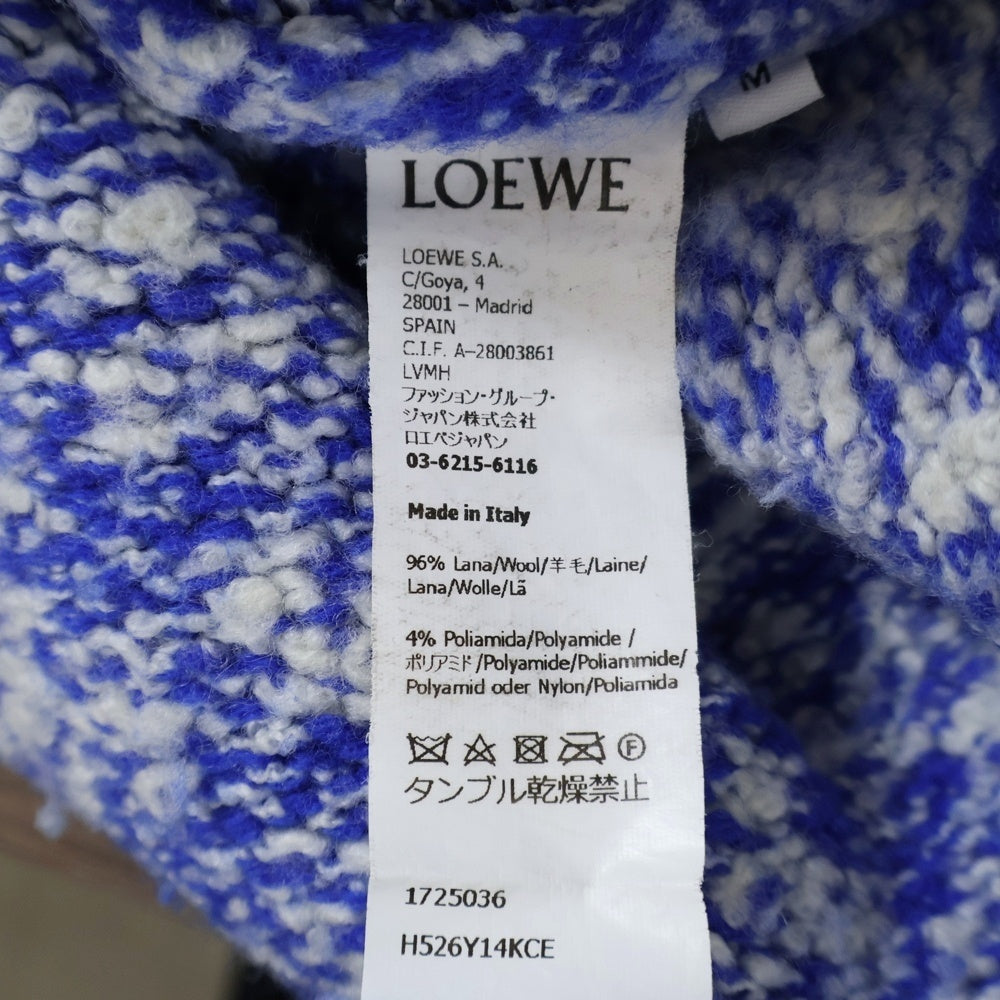 M
LOEWE
LOEWE S.A.
C/Goya, 4
28001 – Madrid
SPAIN
C.I.F. A-28003861
LVMH
ファッション・グループ・
ジャパン株式会社
ロエベジャパン
03-6215-6116
Made in Italy
96% Lana/Wool/羊毛/Laine/
Lana/Wolle/Lã
4% Poliamida/Polyamide /
ポリアミド/Polyamide/Poliammide/
Polyamid oder Nylon/Poliamida
F
タンブル乾燥禁止
1725036
H526Y14KCE